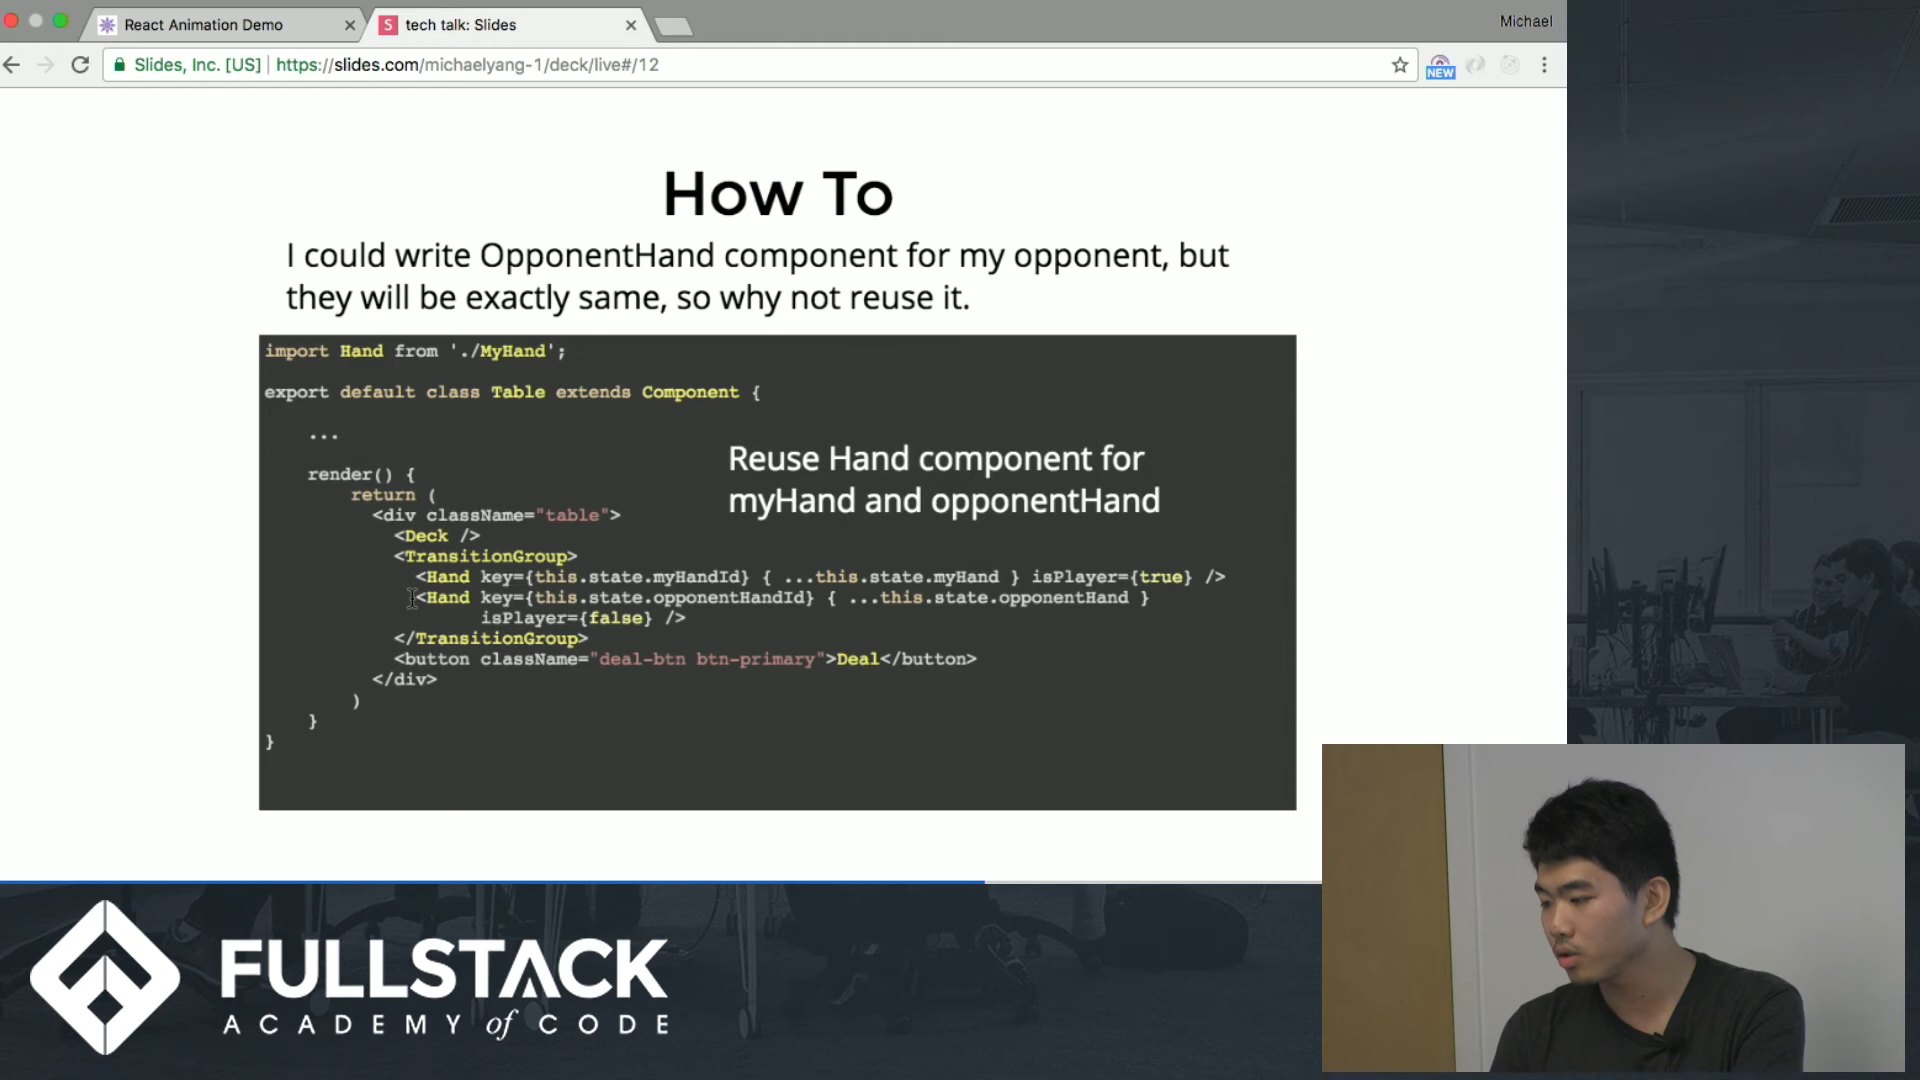 React Animation Demo
S tech talk: Slides
Michael
Slides, Inc. [US] | https://slides.com/michaelyang-1/deck/live#/12
NEW
How To
I could write OpponentHand component for my opponent, but
they will be exactly same, so why not reuse it.
import Hand from './MyHand';
export default class Table extends Component {
...
render() {
return (
<div className="table">
<Deck />
<TransitionGroup>
<Hand key={this.state.myHandId} { ...this.state.myHand } isPlayer={true} />
<Hand key={this.state.opponentHandId} { ...this.state.opponentHand }
isPlayer={false} />
</TransitionGroup>
<button className="deal-btn btn-primary">Deal</button>
</div>
)
}
}
Reuse Hand component for
myHand and opponentHand
FULLSTACK
ACADEMY of CODE